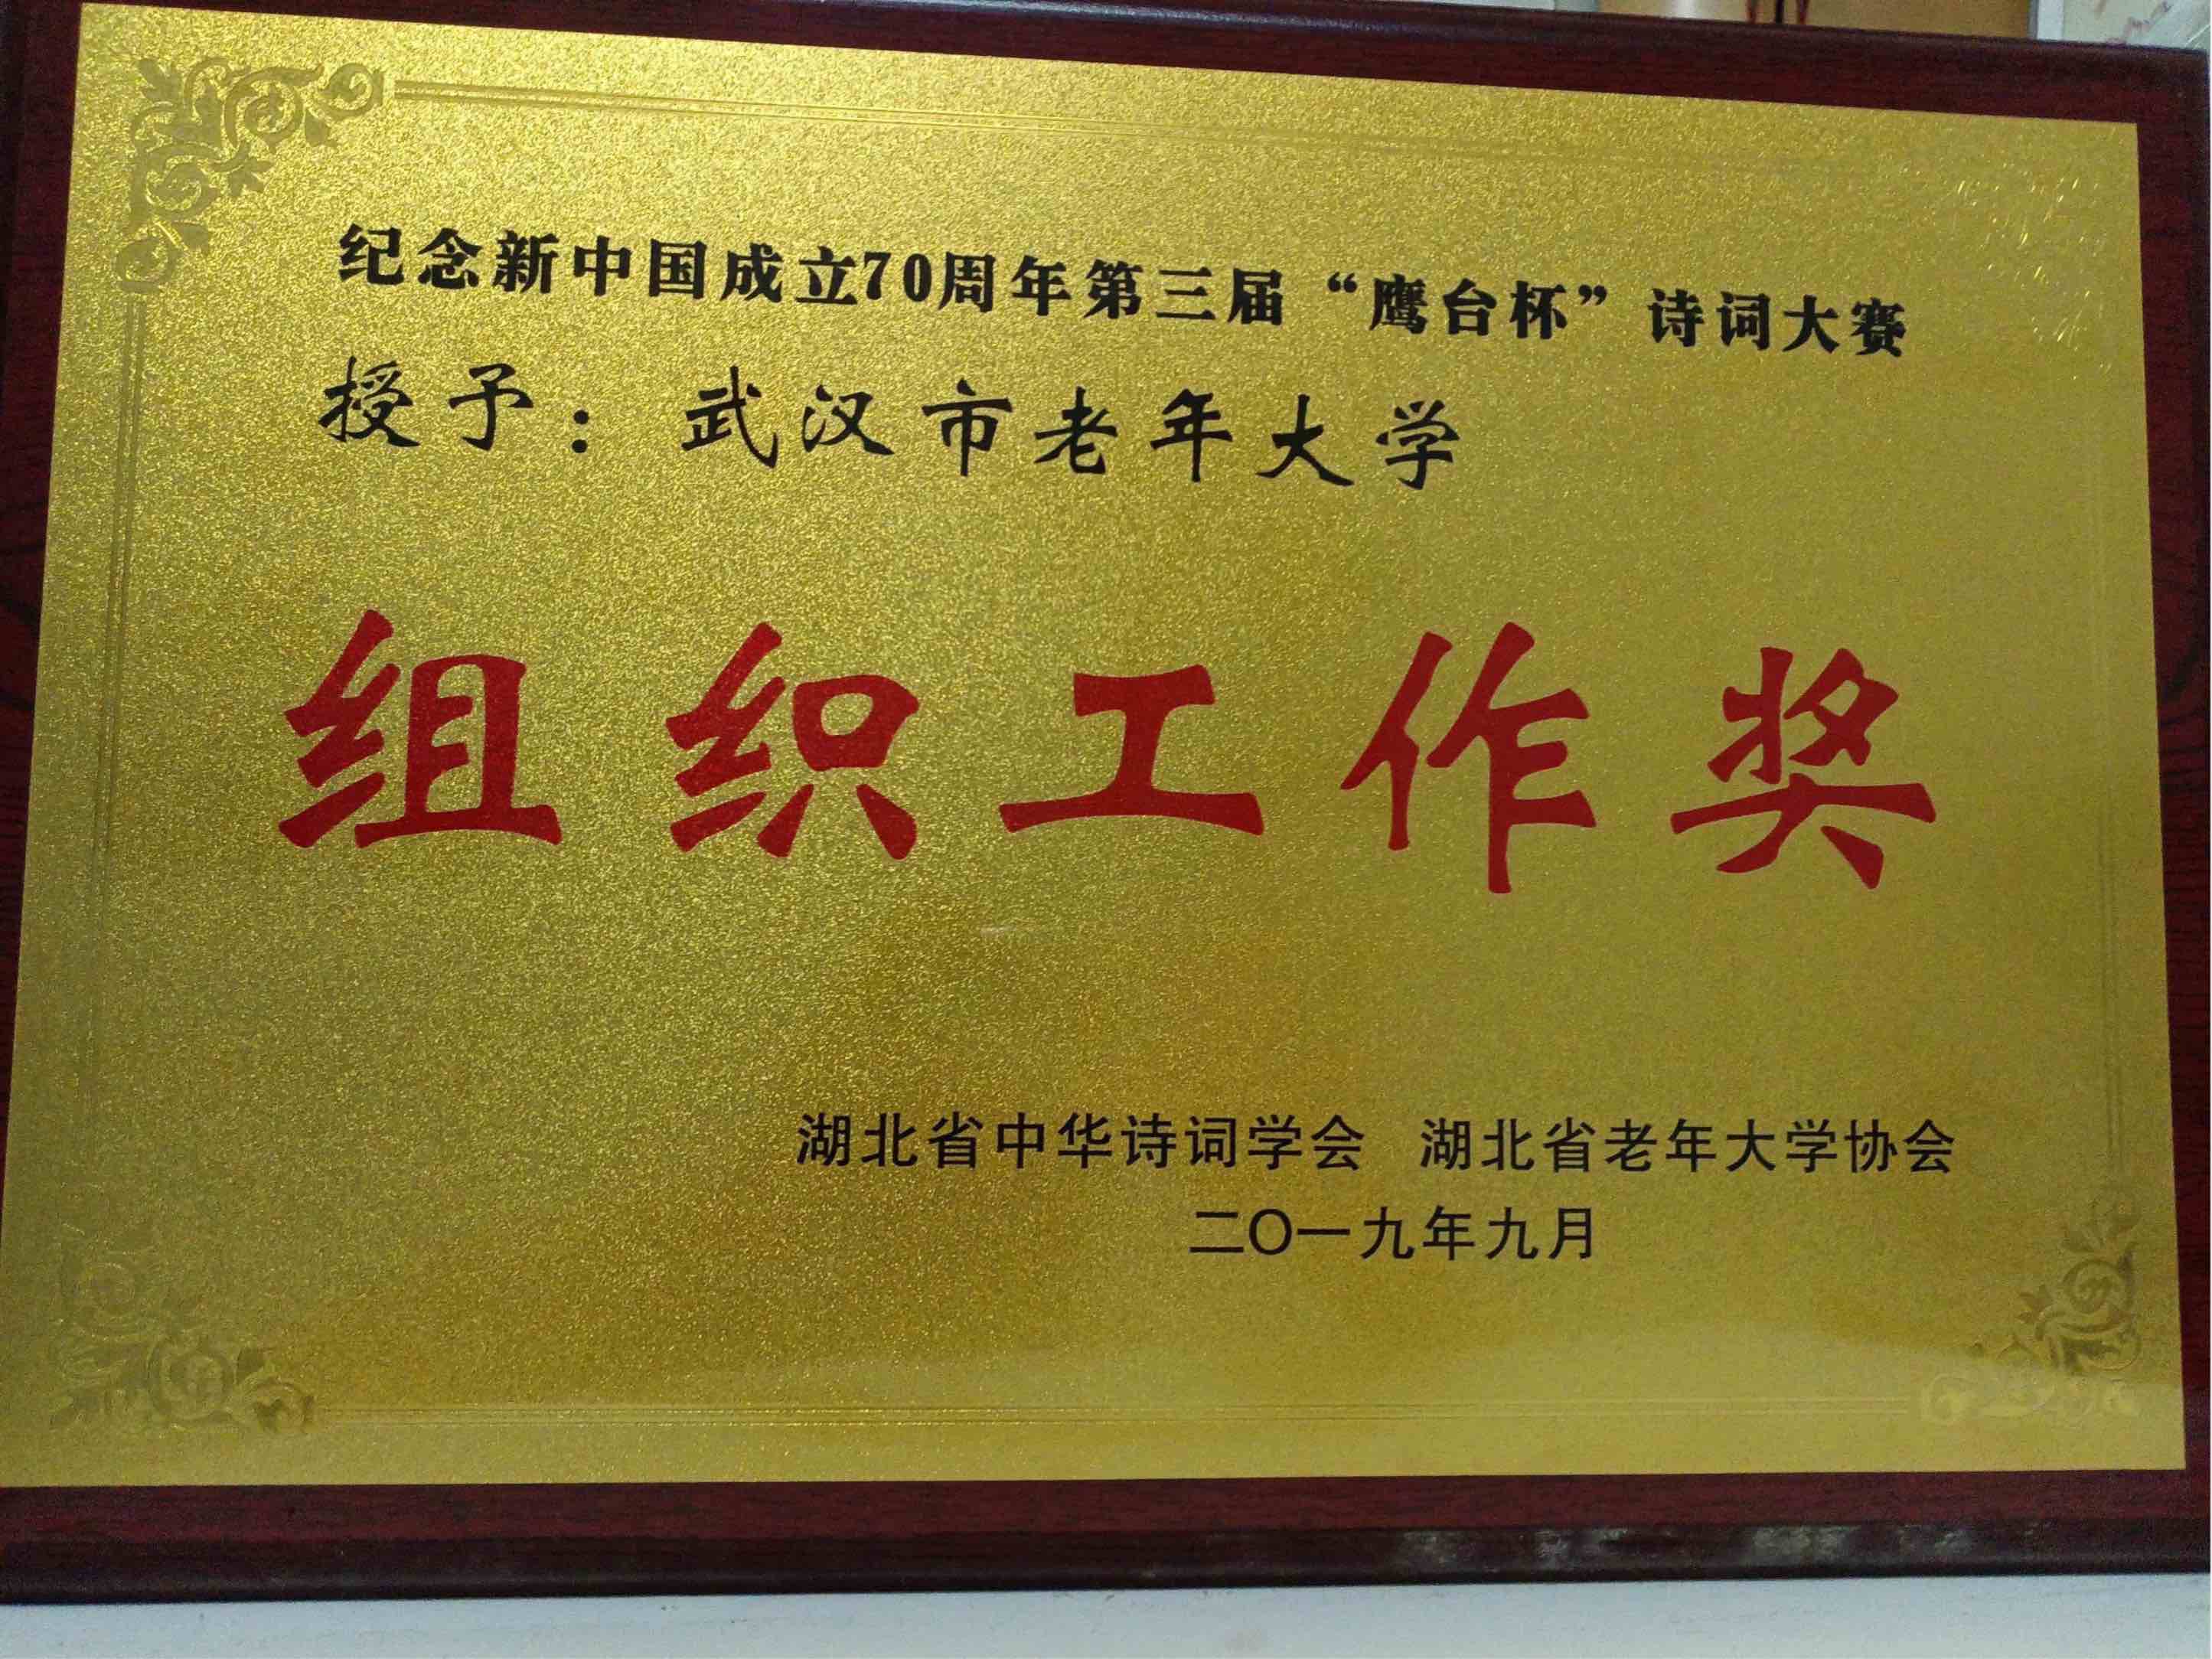 纪念新中国成立70周年第三届“鹰台杯”诗词大赛
授予：武汉市老年大学
组织工作奖
湖北省中华诗词学会 湖北省老年大学协会
二〇一九年九月